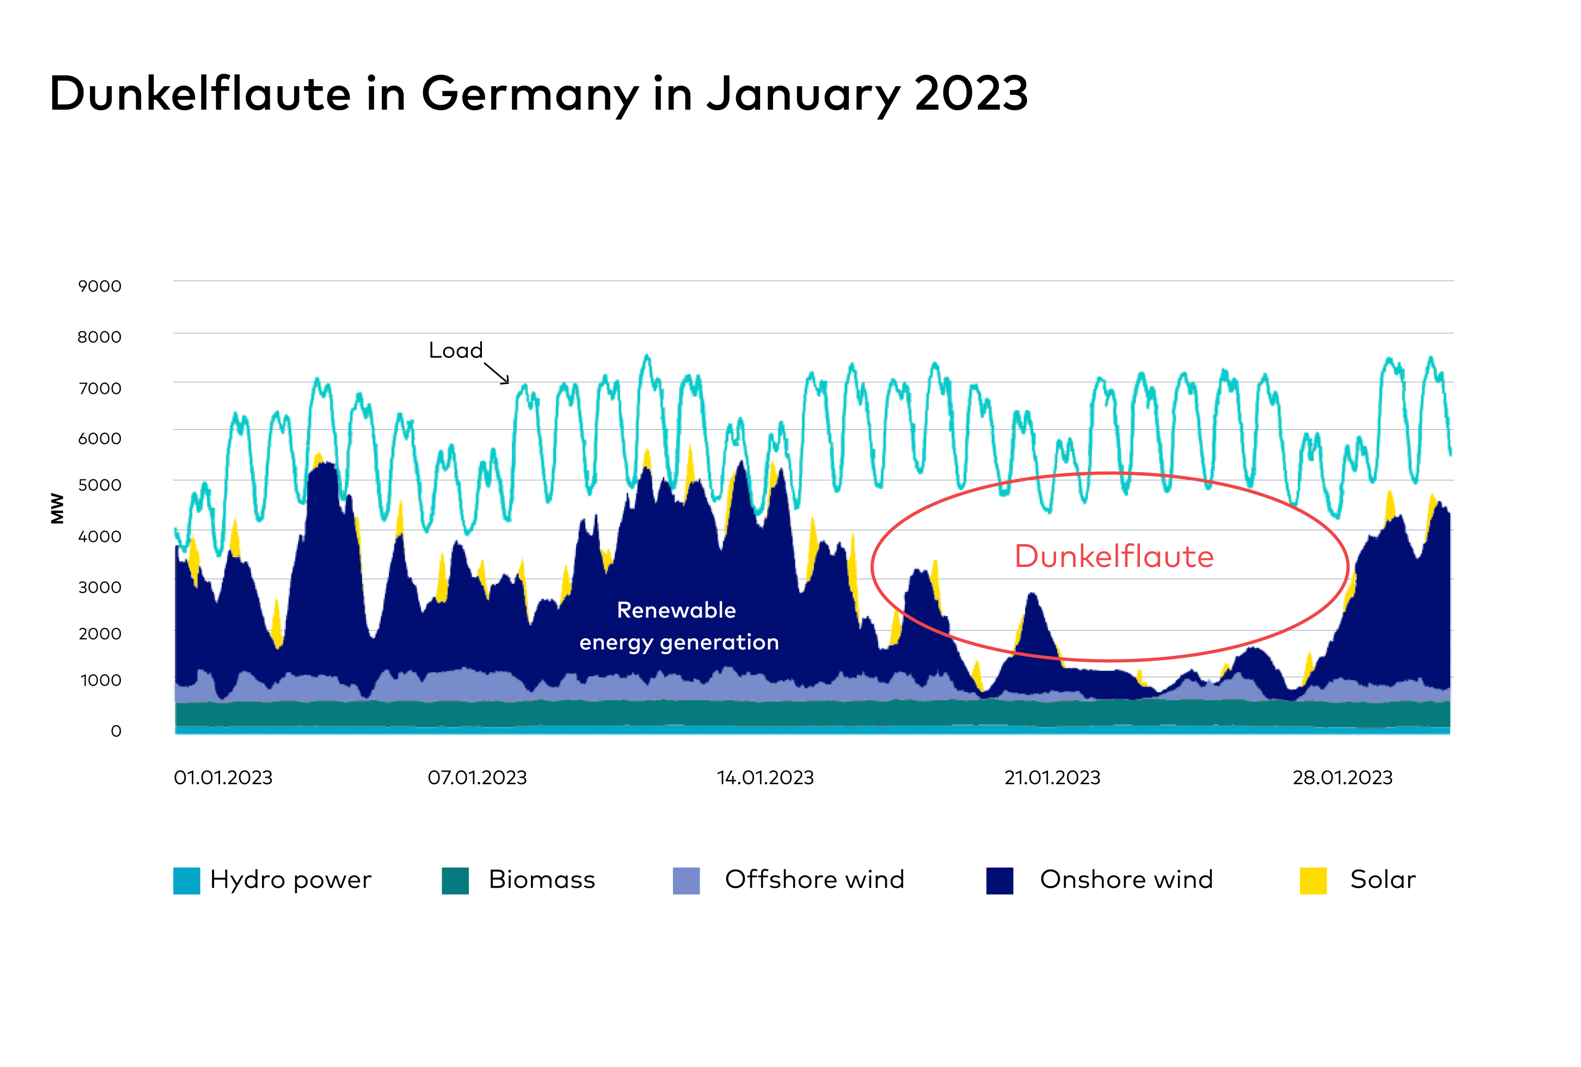 Dunkelflaute in Germany in January 2023
9000
8000
Load
7000
6000
5000
MW
4000
Dunkelflaute
3000
Renewable
energy generation
2000
1000
0
01.01.2023 07.01.2023 14.01.2023 21.01.2023 28.01.2023
Hydro power Biomass Offshore wind Onshore wind Solar